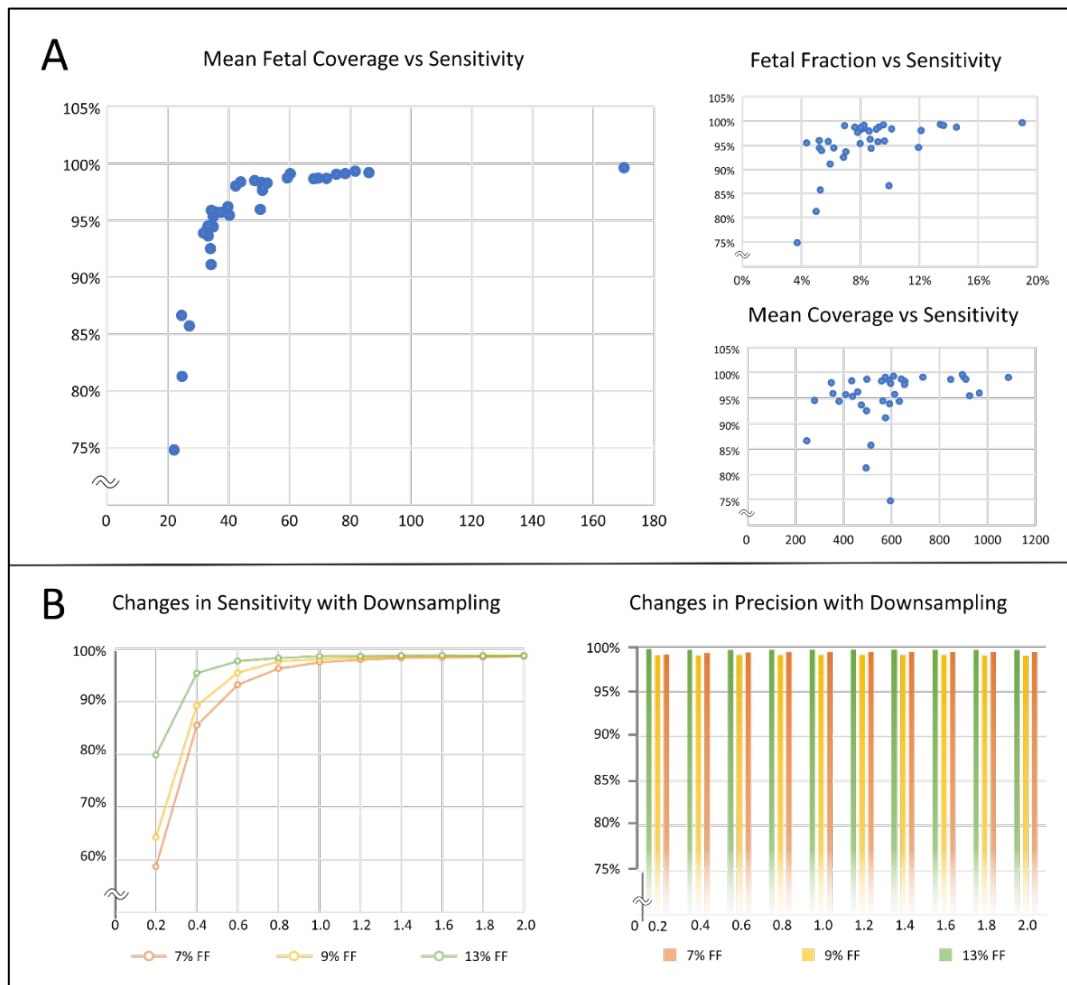 A
Mean Fetal Coverage vs Sensitivity
105%
100%
95%
90%
85%
80%
75%
0 20 40 60 80 100 120 140 160 180
Fetal Fraction vs Sensitivity
105%
100%
95%
90%
85%
80%
75%
0% 4% 8% 12% 16% 20%
Mean Coverage vs Sensitivity
105%
100%
95%
90%
85%
80%
75%
0 200 400 600 800 1000 1200
B
Changes in Sensitivity with Downsampling
100%
90%
80%
70%
60%
0 0.2 0.4 0.6 0.8 1.0 1.2 1.4 1.6 1.8 2.0
7% FF 9% FF 13% FF
Changes in Precision with Downsampling
100%
95%
90%
85%
80%
75%
0 0.2 0.4 0.6 0.8 1.0 1.2 1.4 1.6 1.8 2.0
7% FF 9% FF 13% FF